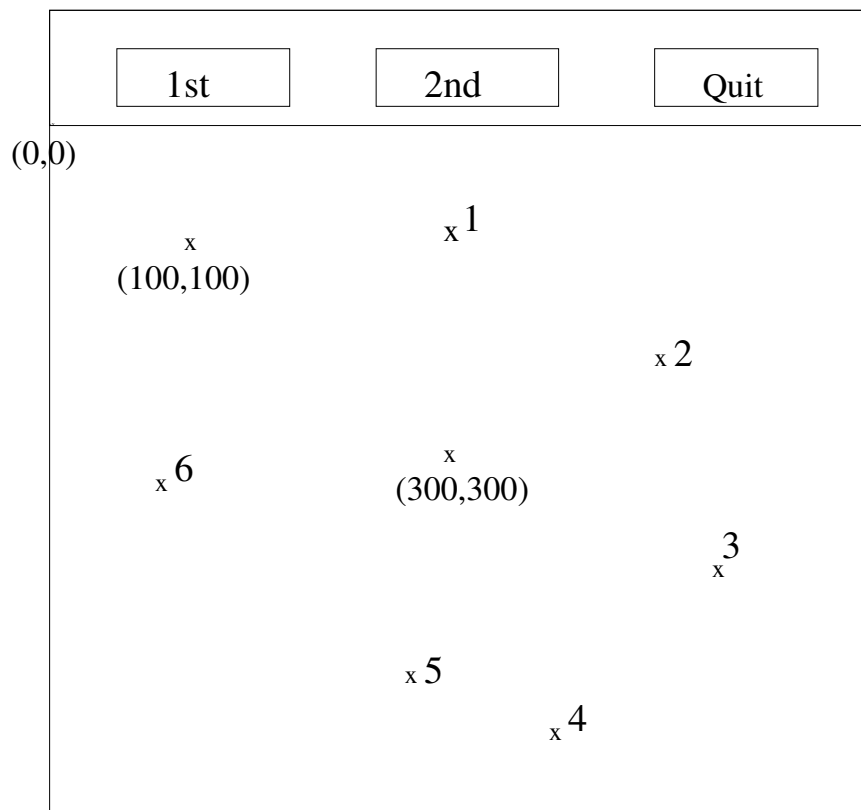 1st 2nd Quit
(0,0)
x 1
x
(100,100)
x 2
x
(300,300)
x 6
3
x
x 5
x 4